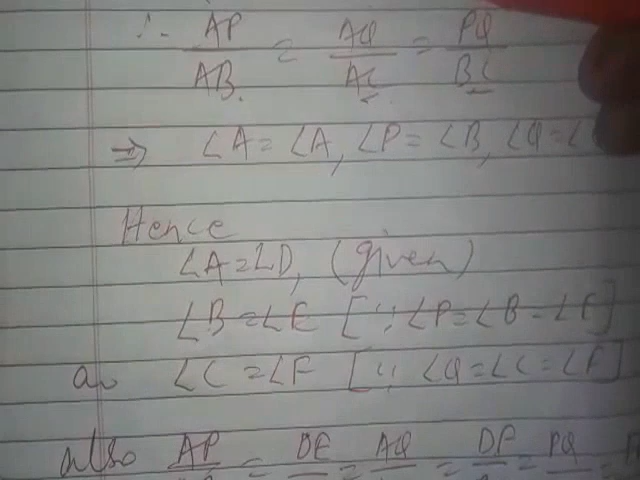 ∴ AP/AB = AQ/AC = PQ/BC
⇒ ∠A = ∠A, ∠P = ∠B, ∠Q = ∠
Hence
∠A = ∠D, (given)
∠B = ∠E [∵ ∠P = ∠B = ∠E]
∠C = ∠F [∵ ∠Q = ∠C = ∠F]
also AP = DE = AQ = DF = PQ =